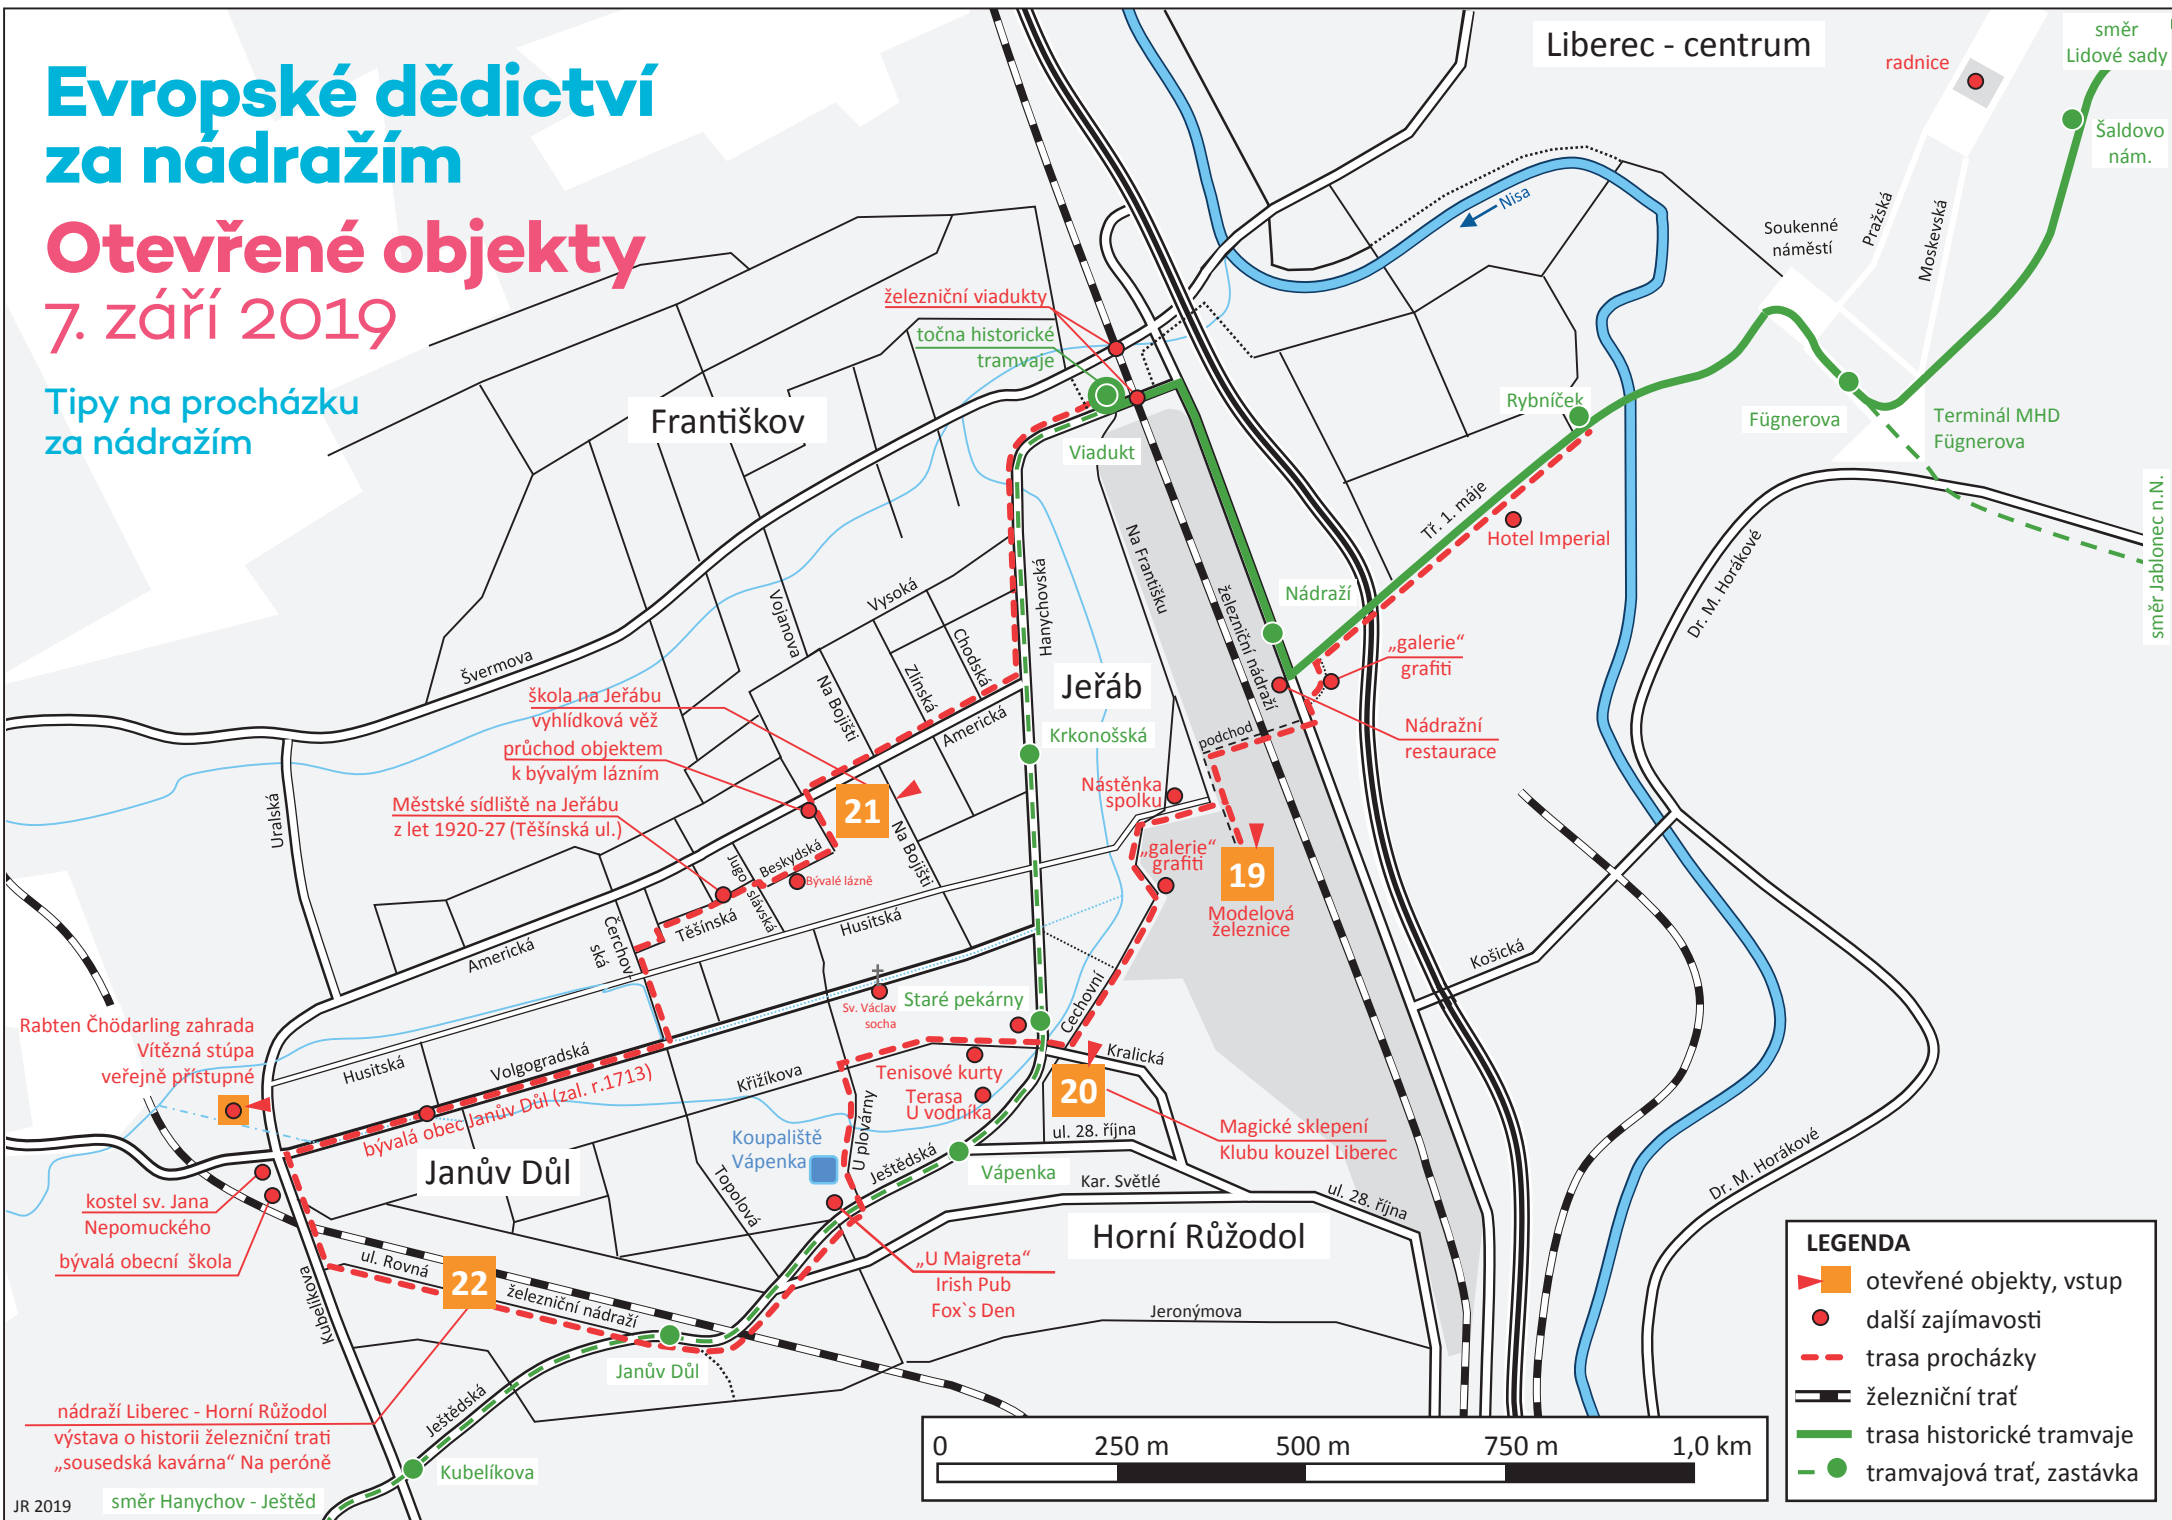 Evropské dědictví
za nádražím
Otevřené objekty
7. září 2019
Tipy na procházku
za nádražím
Liberec - centrum
radnice
směr
Lidové sady
Šaldovo
nám.
Pražská
Moskevská
Soukenné
náměstí
Nisa
železniční viadukty
točna historické
tramvaje
Františkov
Viadukt
Rybníček
Fügnerova
Terminál MHD
Fügnerova
směr Jablonec n.N.
Tř. 1. máje
Hotel Imperial
Dr. M. Horákové
Na Františku
železniční nádraží
Nádraží
„galerie“
grafiti
Nádražní
restaurace
podchod
Hanychovská
Vysoká
Vojanova
Chodská
Zlínská
Na Bojišti
Švermova
Jeřáb
Krkonošská
Americká
škola na Jeřábu
vyhlídková věž
průchod objektem
k bývalým lázním
Městské sídliště na Jeřábu
z let 1920-27 (Těšínská ul.)
21
Nástěnka
spolku
„galerie“
grafiti
19
Modelová
železnice
Uralská
Jugo
slávská
Beskydská
Bývalé lázně
Na Bojišti
Těšínská
Čerchov-
ská
Husitská
Americká
Košická
Sv. Václav
socha
Staré pekárny
Cechovní
Kralická
Rabten Čhödarling zahrada
Vítězná stúpa
veřejně přístupné
Husitská
Volgogradská
Křižíkova
bývalá obec Janův Důl (zal. r.1713)
Tenisové kurty
Terasa
U vodníka
20
Magické sklepení
Klubu kouzel Liberec
Koupaliště
Vápenka
U plovárny
Ještědská
ul. 28. října
Vápenka
Kar. Světlé
ul. 28. října
Dr. M. Horákové
Janův Důl
Topolová
Horní Růžodol
kostel sv. Jana
Nepomuckého
bývalá obecní škola
Kubelíkova
ul. Rovná
22
železniční nádraží
„U Maigreta“
Irish Pub
Fox`s Den
Jeronýmova
Janův Důl
nádraží Liberec - Horní Růžodol
výstava o historii železniční trati
„sousedská kavárna“ Na peróně
Ještědská
Kubelíkova
směr Hanychov - Ještěd
JR 2019
0
250 m
500 m
750 m
1,0 km
LEGENDA
otevřené objekty, vstup
další zajímavosti
trasa procházky
železniční trať
trasa historické tramvaje
tramvajová trať, zastávka